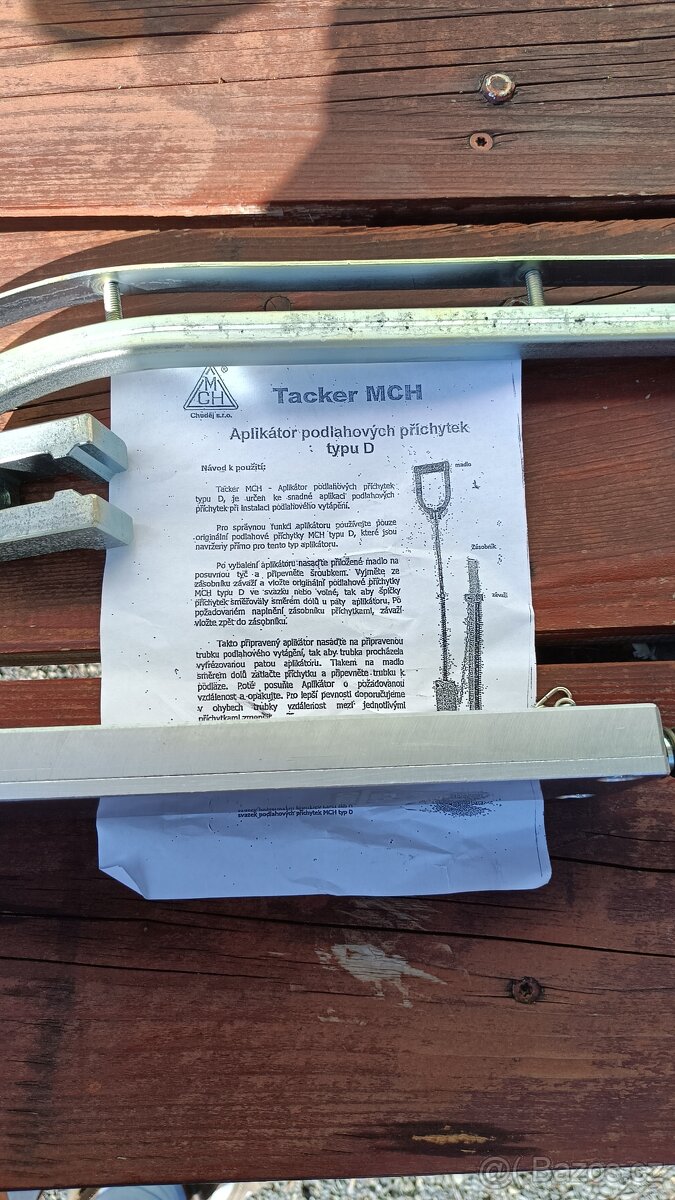 MCH
®
Chuděj s.r.o.
Tacker MCH
Aplikátor podlahových příchytek
typu D
Návod k použití:
Tacker MCH - Aplikátor podlahových příchytek
typu D, je určen ke snadné aplikaci podlahových
příchytek při instalaci podlahového vytápění.
Pro správnou funkci aplikátoru používejte pouze
originální podlahové příchytky MCH typu D, které jsou
navrženy přímo pro tento typ aplikátoru.
Po vybalení aplikátoru nasaďte přiložené madlo na
posuvnou tyč a připevněte šroubkem. Vyjměte ze
zásobníku závaží a vložte originální podlahové příchytky
MCH typu D ve svazku nebo volně, tak aby špičky
příchytek směřovaly směrem dolů u paty aplikátoru. Po
požadovaném naplnění zásobníku příchytkami, závaží
vložte zpět do zásobníku.
Takto připravený aplikátor nasaďte na připravenou
trubku podlahového vytápění, tak aby trubka procházela
vyfrézovanou patou aplikátorů. Tlakem na madlo
směrem dolů zatlačte příchytku a připevněte trubku k
podlaze. Poté posuňte Aplikátor o požadovanou
vzdálenost a opakujte. Pro lepší pevnosti doporučujeme
v ohybech trubky vzdálenost mezi jednotlivými
příchytkami
madlo
Zásobník
závaží
svazek podlahových příchytek MCH typ D
Bazos.cz